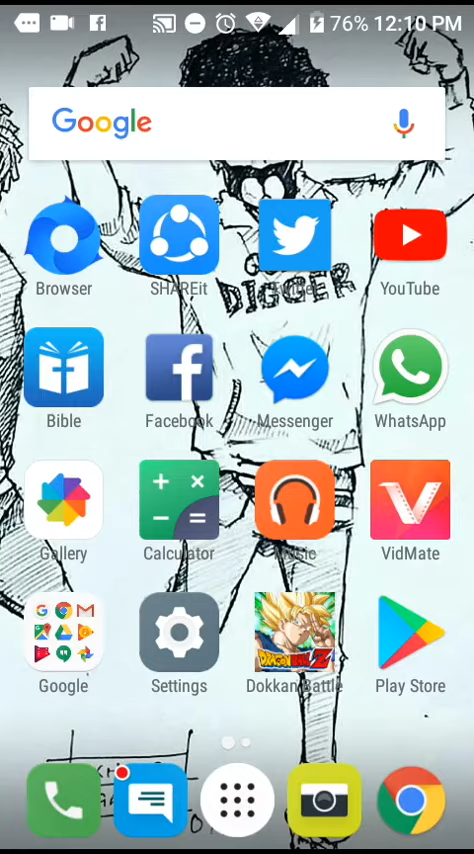 76% 12:10 PM
Google
DIGGER
Browser SHAREit Twitter YouTube
Bible Facebook Messenger WhatsApp
Gallery Calculator Music VidMate
Google Settings Dokkan Battle Play Store